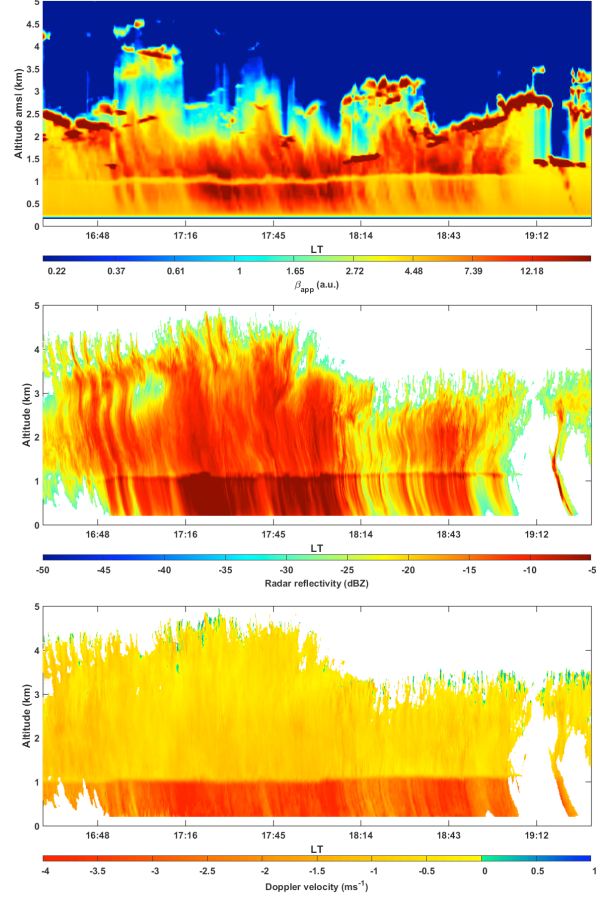 5
4.5
4
3.5
3
2.5
2
1.5
1
0.5
0
Altitude amsl (km)
16:48 17:16 17:45 18:14 18:43 19:12
LT
0.22 0.37 0.61 1 1.65 2.72 4.48 7.39 12.18
βapp (a.u.)
5
4
3
2
1
0
Altitude (km)
16:48 17:16 17:45 18:14 18:43 19:12
LT
-50 -45 -40 -35 -30 -25 -20 -15 -10 -5
Radar reflectivity (dBZ)
5
4
3
2
1
0
Altitude (km)
16:48 17:16 17:45 18:14 18:43 19:12
LT
-4 -3.5 -3 -2.5 -2 -1.5 -1 -0.5 0 1
Doppler velocity (ms-1)